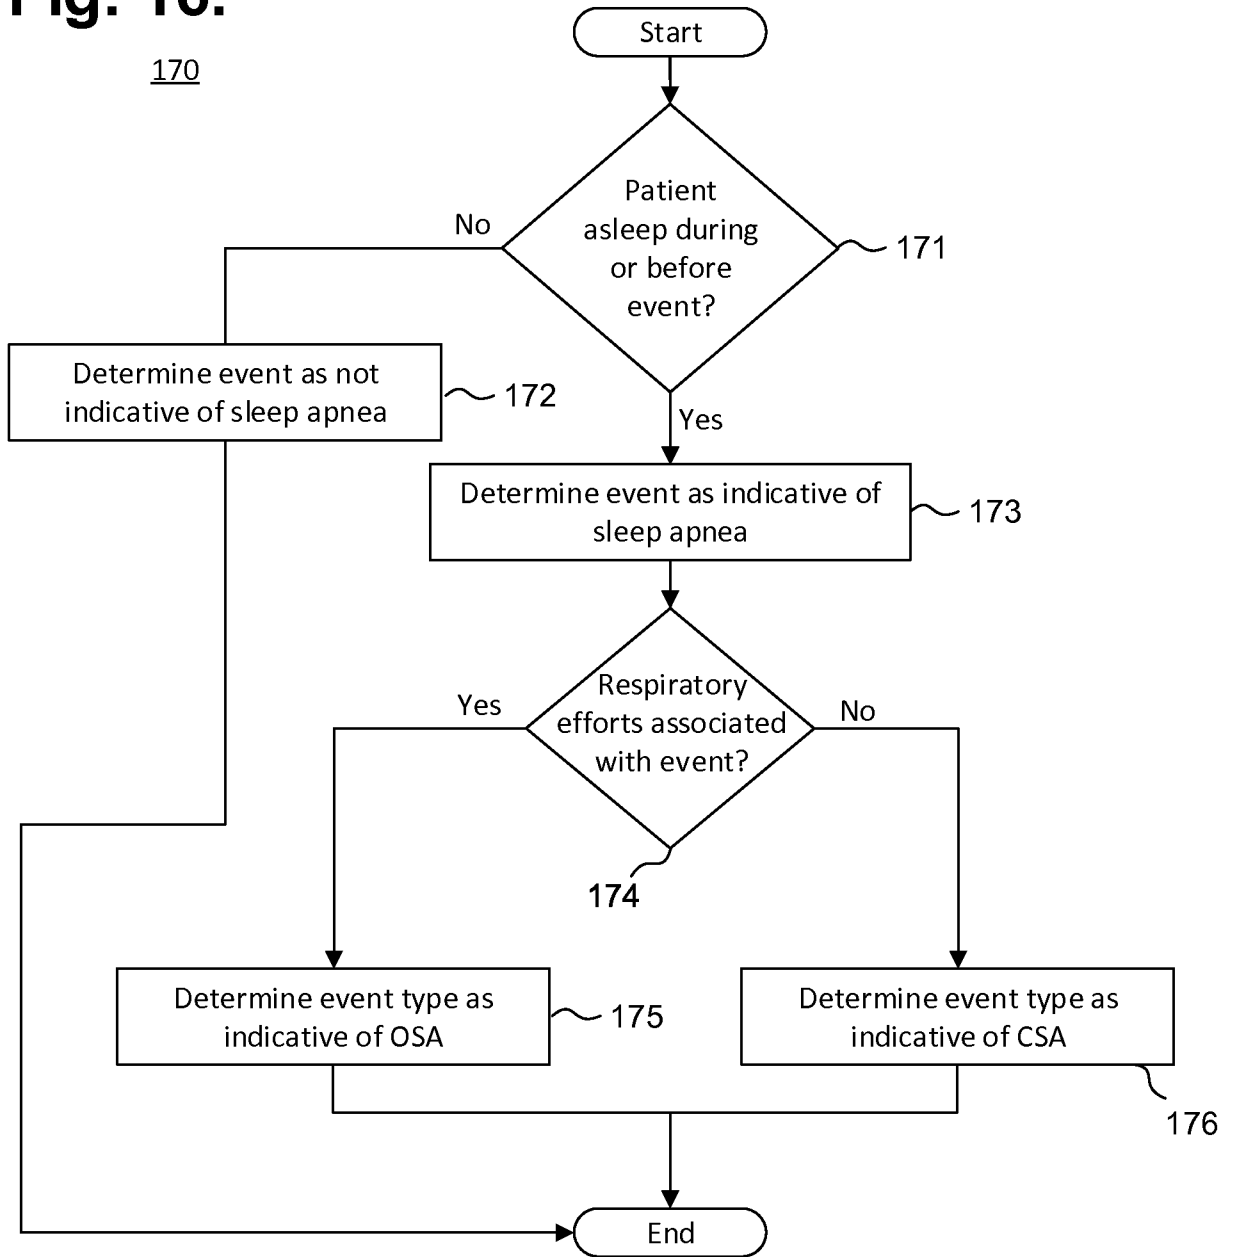 Start
170
Patient
asleep during
or before
event?
No
171
Determine event as not
indicative of sleep apnea
172
Yes
Determine event as indicative of
sleep apnea
173
Respiratory
efforts associated
with event?
Yes
No
174
Determine event type as
indicative of OSA
175
Determine event type as
indicative of CSA
176
End